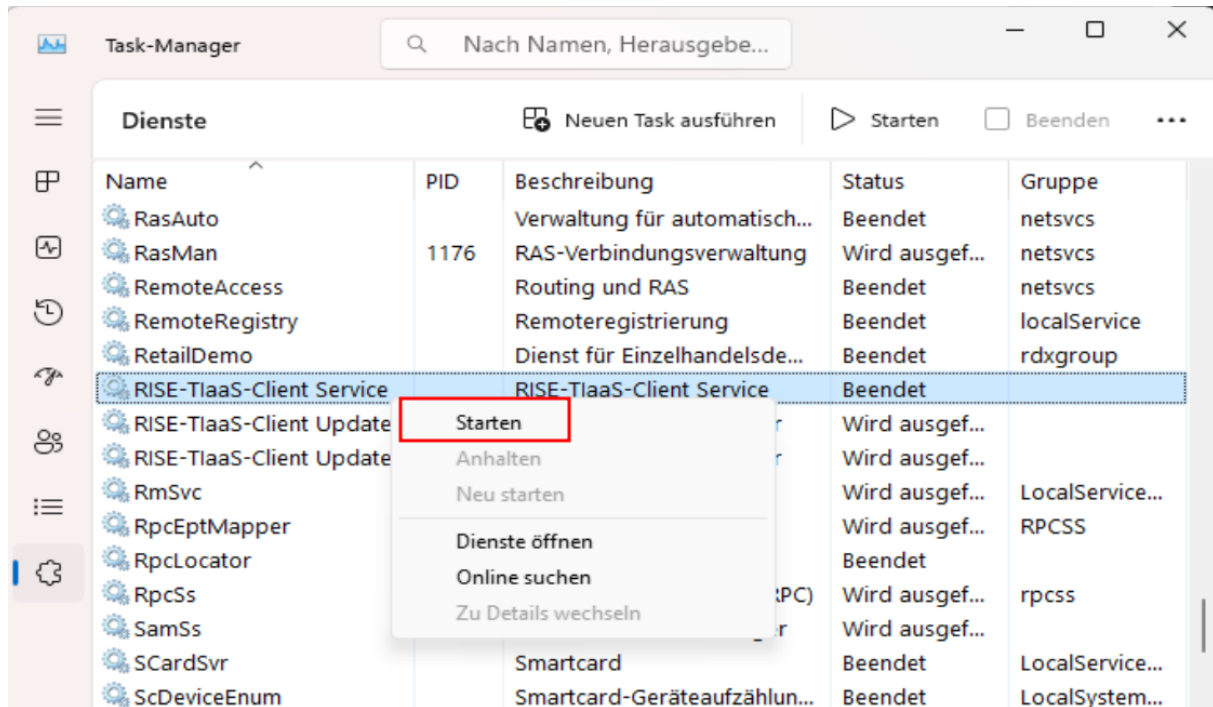 Task-Manager
Nach Namen, Herausgebe...
Dienste
Neuen Task ausführen
Starten
Beenden
Name PID Beschreibung Status Gruppe
RasAuto Verwaltung für automatisch... Beendet netsvcs
RasMan 1176 RAS-Verbindungsverwaltung Wird ausgef... netsvcs
RemoteAccess Routing und RAS Beendet netsvcs
RemoteRegistry Remoteregistrierung Beendet localService
RetailDemo Dienst für Einzelhandelsde... Beendet rdxgroup
RISE-TIaaS-Client Service RISE-TIaaS-Client Service Beendet
RISE-TIaaS-Client Update Starten r Wird ausgef...
RISE-TIaaS-Client Update Anhalten r Wird ausgef...
RmSvc Neu starten Wird ausgef... LocalService...
RpcEptMapper Dienste öffnen Wird ausgef... RPCSS
RpcLocator Online suchen Beendet
RpcSs Zu Details wechseln RPC) Wird ausgef... rpcss
SamSs r Wird ausgef...
SCardSvr Smartcard Beendet LocalService...
ScDeviceEnum Smartcard-Geräteaufzählun... Beendet LocalSystem...